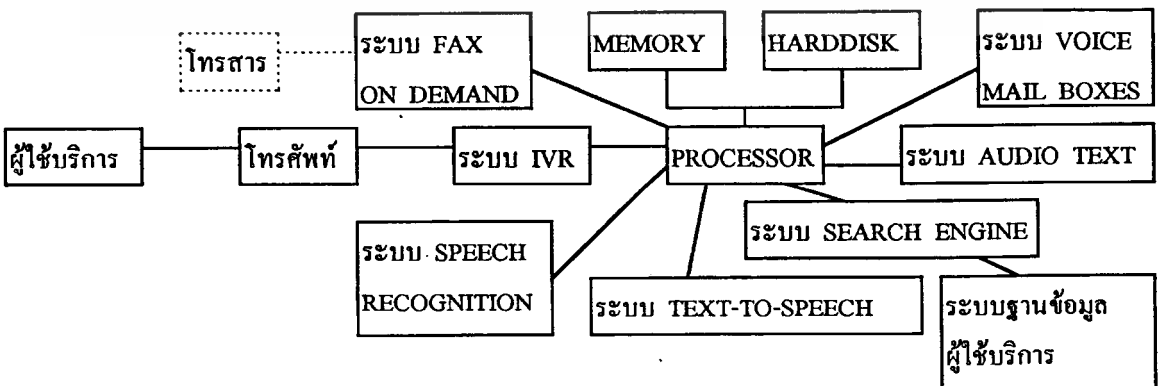 ระบบ FAX
ON DEMAND
MEMORY
HARDDISK
ระบบ VOICE
MAIL BOXES
โทรสาร
ผู้ใช้บริการ
โทรศัพท์
ระบบ IVR
PROCESSOR
ระบบ AUDIO TEXT
ระบบ SEARCH ENGINE
ระบบ SPEECH
RECOGNITION
ระบบ TEXT-TO-SPEECH
ระบบฐานข้อมูล
ผู้ใช้บริการ